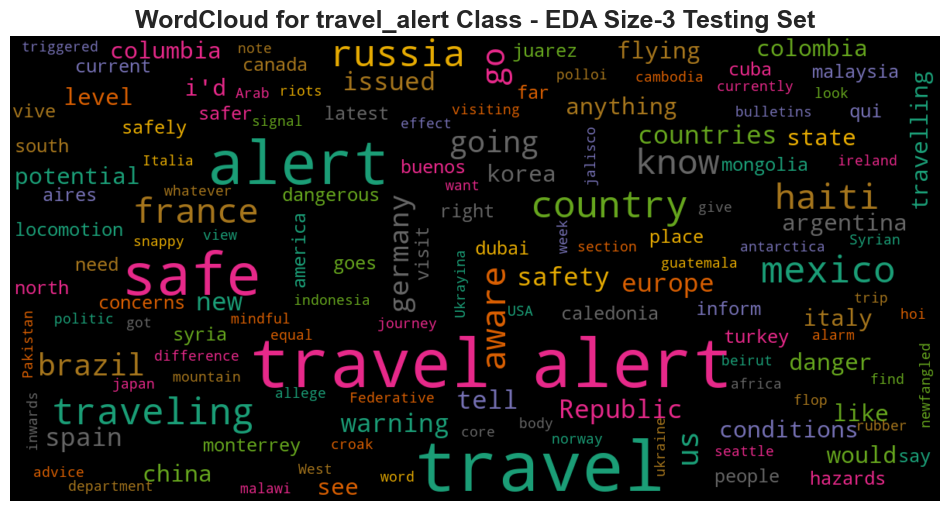 WordCloud for travel_alert Class - EDA Size-3 Testing Set
triggered
columbia
note
russia
go
juarez
flying
colombia
current
canada
issued
polloi
cambodia
cuba
malaysia
currently
look
level
i'd
Arab
riots
far
anything
vive
safer
signal
latest
effect
visiting
bulletins
qui
travelling
safely
alert
going
countries
state
south
Italia
buenos
korea
jalisco
know
mongolia
ireland
potential
aires
whatever
dangerous
want
haiti
france
germany
right
country
give
argentina
locomotion
snappy
view
america
visit
dubai
week
place
section
antarctica
Syrian
need
safe
goes
Ukrayina
safety
guatemala
mexico
north
concerns
new
indonesia
aware
europe
trip
politic
got
mindful
journey
USA
caledonia
inform
italy
hoi
Pakistan
syria
equal
turkey
alarm
brazil
difference
travel alert
beirut
danger
japan
mountain
africa
find
newfangled
inwards
traveling
allege
Federative
tell
Republic
flop
like
rubber
spain
warning
core
body
conditions
monterrey
croak
norway
ukraine
us
seattle
would
say
advice
china
West
word
travel
people
hazards
department
malawi
see